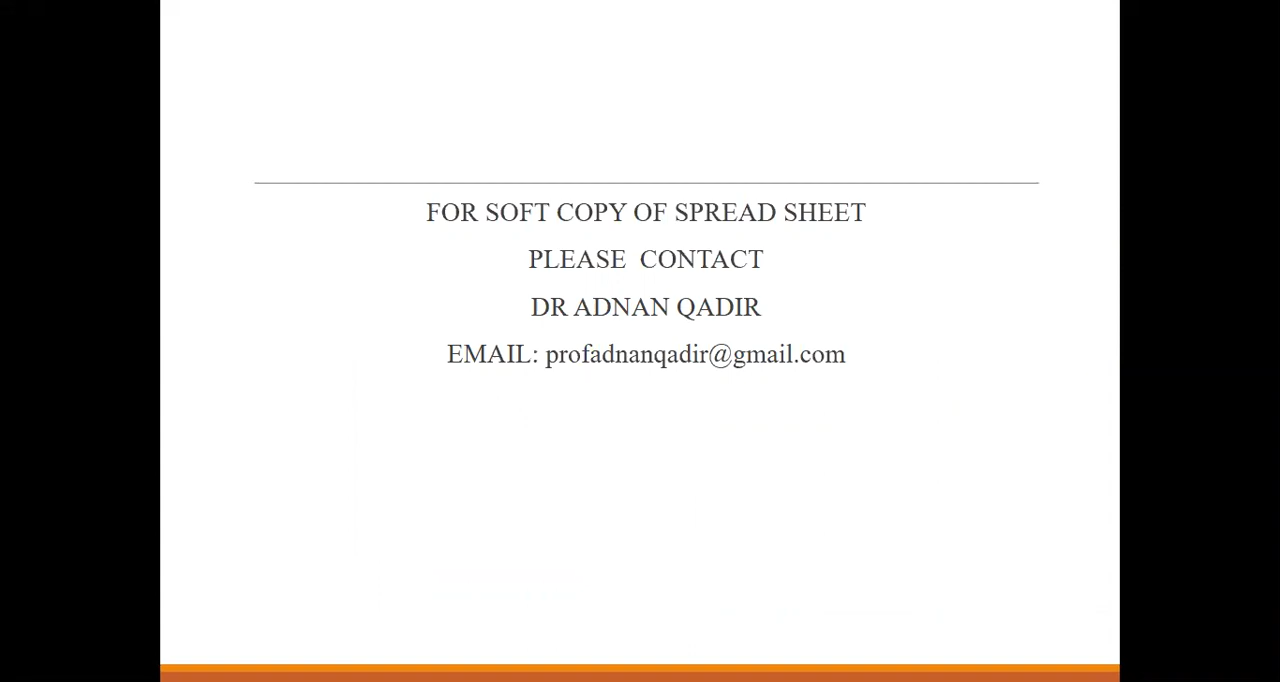 FOR SOFT COPY OF SPREAD SHEET
PLEASE  CONTACT
DR ADNAN QADIR
EMAIL: profadnanqadir@gmail.com